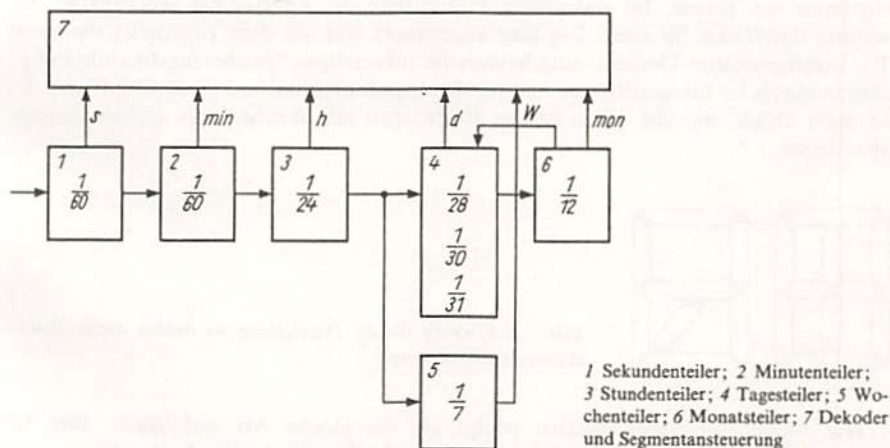 7
s
min
h
d
W
mon
1
1/60
2
1/60
3
1/24
4
1/28
1/30
1/31
6
1/12
5
1/7
1 Sekundenteiler; 2 Minutenteiler;
3 Stundenteiler; 4 Tagesteiler; 5 Wo-
chenteiler; 6 Monatsteiler; 7 Dekoder
und Segmentansteuerung